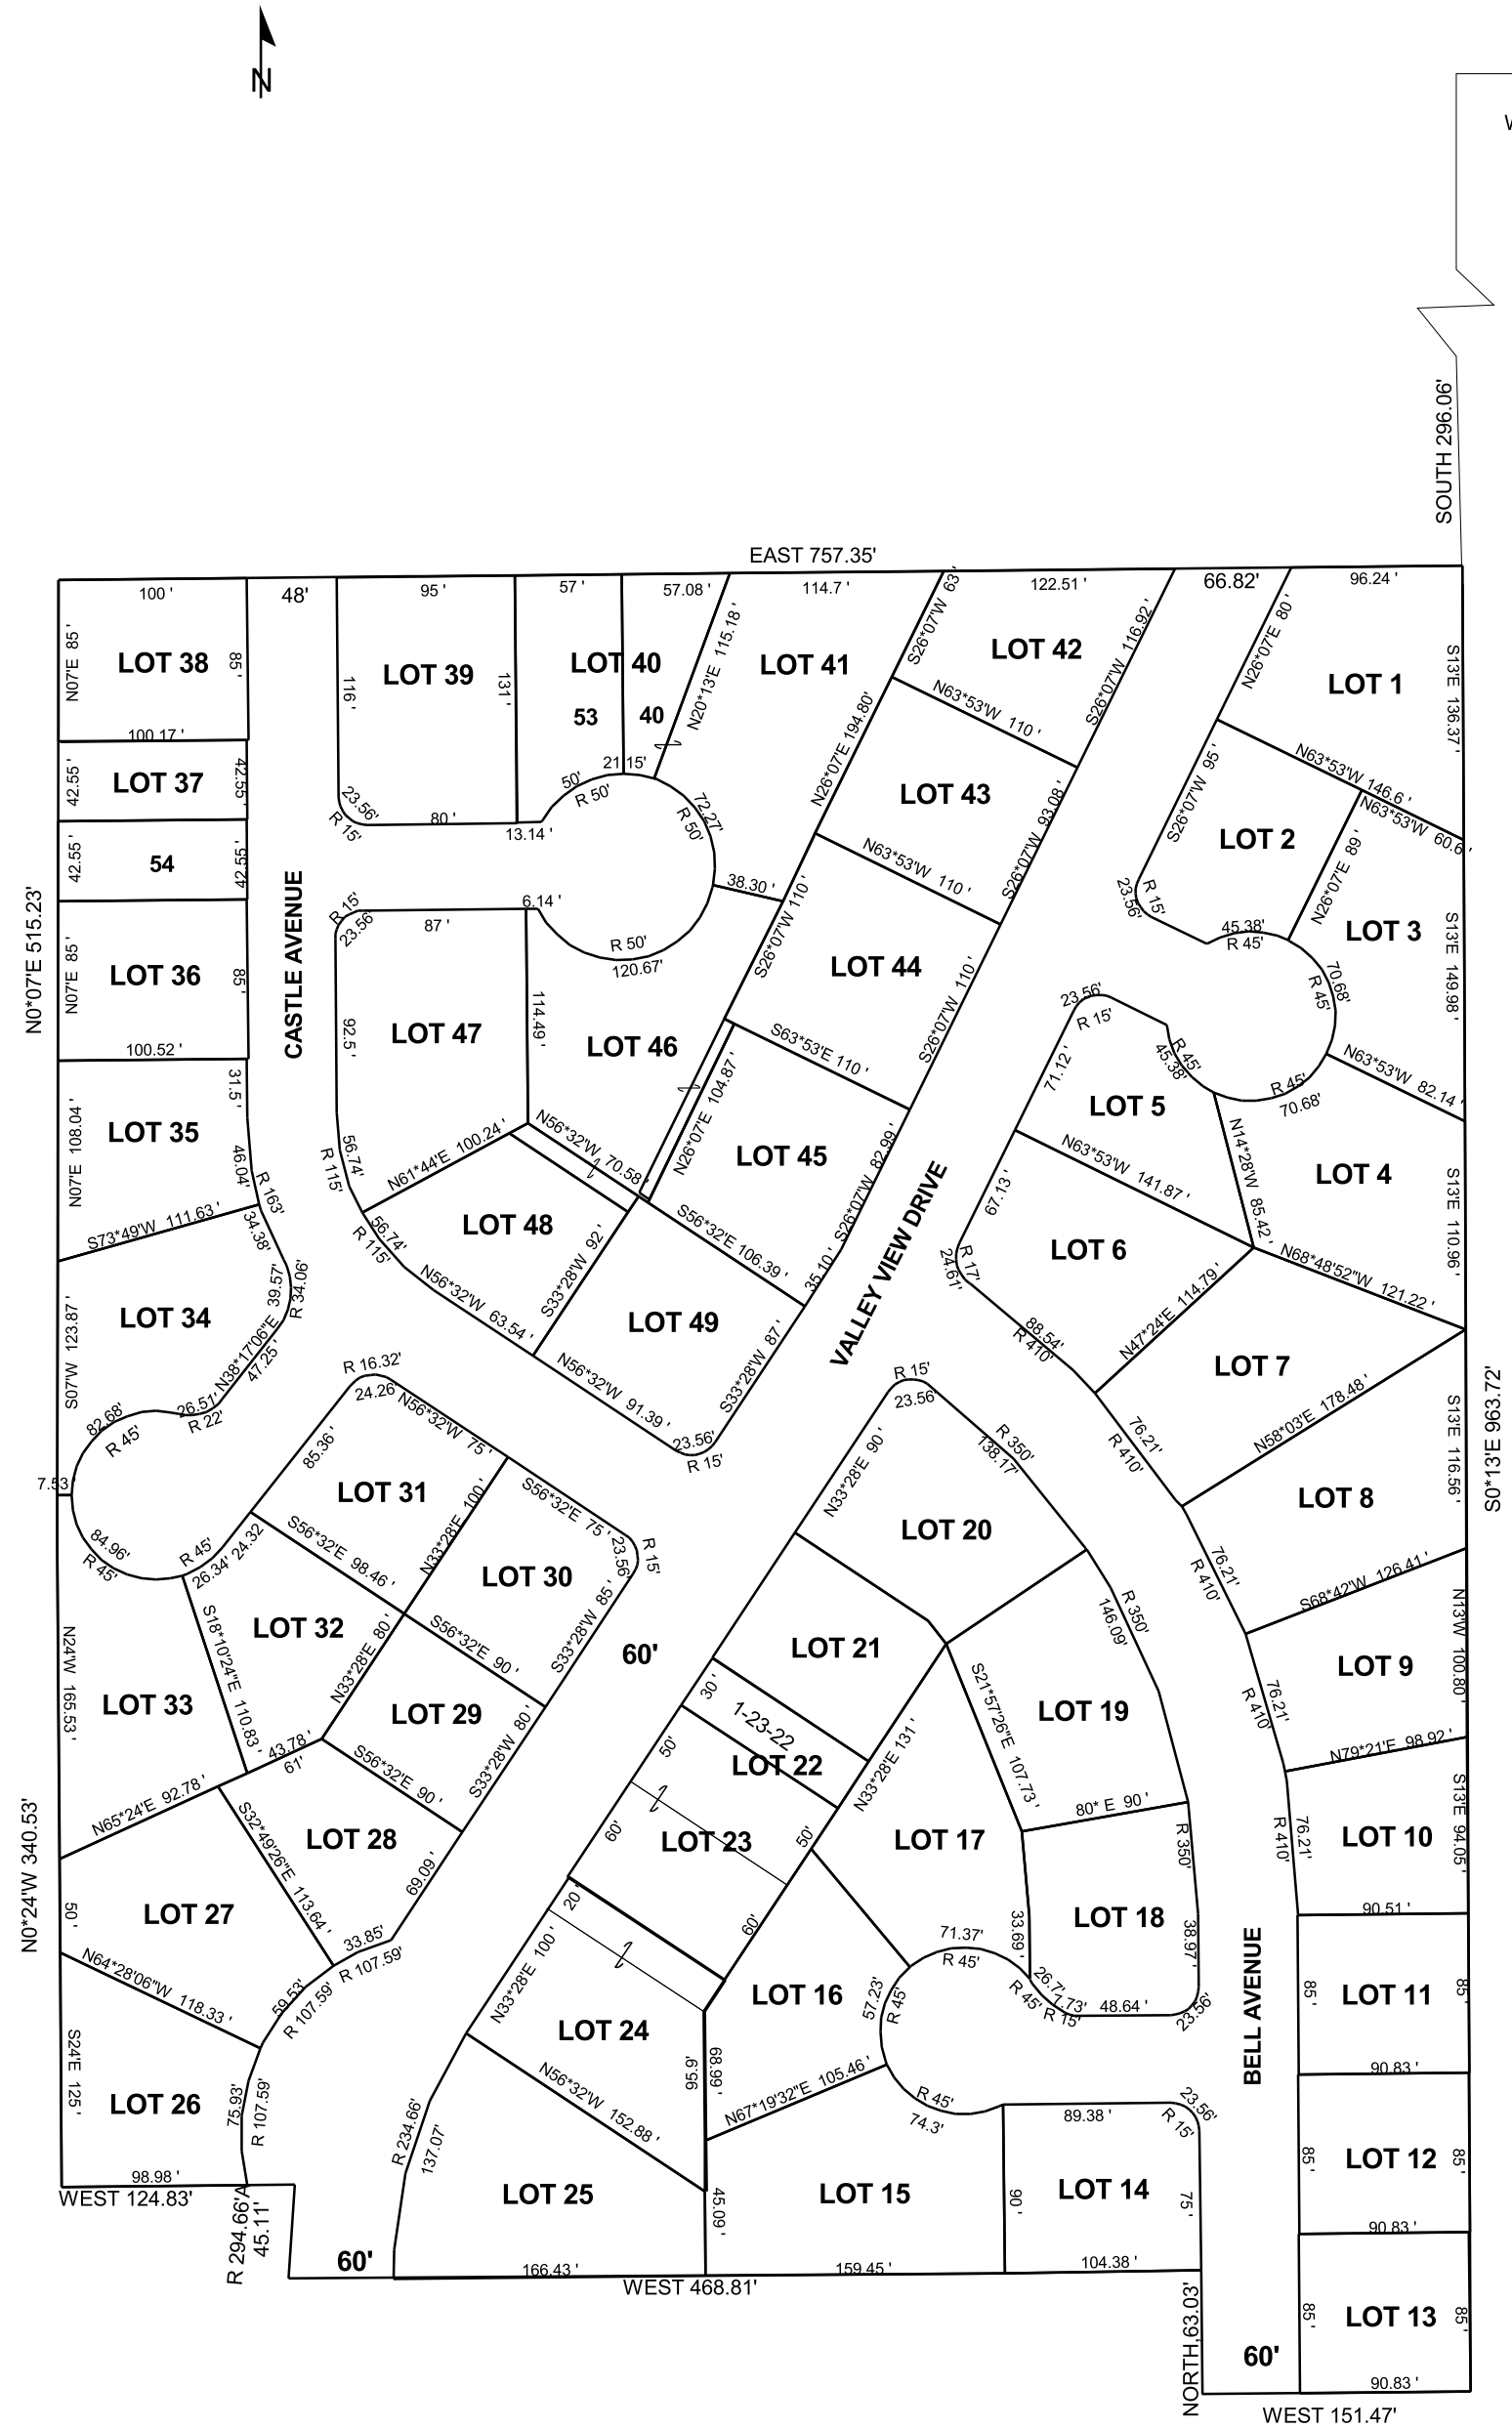 N
W
SOUTH 296.06'
EAST 757.35'
100 '
48'
95 '
57 '
57.08 '
114.7 '
S26*07'W 63 '
122.51 '
66.82'
96.24 '
N07'E 85 '
LOT 38
85 '
100.17 '
116 '
LOT 39
131 '
LOT 40
53
40
N20*13'E 115.18 '
LOT 41
LOT 42
S26*07'W 116.92 '
N26*07'E 80 '
LOT 1
S13'E 136.37 '
N63*53'W 110 '
N26*07'E 194.80'
42.55 '
LOT 37
42.55 '
23.56'
R 15'
80 '
13.14 '
50'
R 50'
21.15'
72.27'
R 50'
LOT 43
S26*07'W 93.08 '
S26*07'W 95 '
N63*53'W 146.6 '
N63*53'W 60.6 '
LOT 2
N26*07'E 89 '
42.55 '
54
42.55 '
N63*53'W 110 '
38.30 '
R 15'
23.56'
87 '
6.14 '
R 50'
120.67'
23.56'
R 15'
45.38'
R 45'
LOT 3
S13'E 149.98 '
N0*07'E 515.23'
N07'E 85 '
LOT 36
85 '
CASTLE AVENUE
92.5 '
LOT 47
114.49 '
LOT 46
S26*07'W 110 '
LOT 44
S26*07'W 110 '
70.68'
R 45'
100.52 '
23.56'
R 15'
R 45'
45.38'
R 45'
70.68'
N63*53'W 82.14 '
S63*53'E 110 '
71.12 '
LOT 5
N07'E 108.04 '
LOT 35
31.5 '
46.04'
R 163'
N26*07'E 104.87 '
N56*32'W 70.58 '
LOT 45
S26*07'W 82.99 '
N63*53'W 141.87 '
N14*28'W 85.42 '
LOT 4
S13'E 110.96 '
56.74'
R 115'
N61*44'E 100.24 '
67.13 '
S73*49'W 111.63 '
34.38'
56.74'
R 115'
LOT 48
S33*28'W 92 '
S56*32'E 106.39 '
35.10 '
VALLEY VIEW DRIVE
R 17'
24.61'
LOT 6
N68*48'52"W 121.22 '
S07'W 123.87 '
LOT 34
39.57'
R 34.06'
N38*17'06"E
47.25 '
N56*32'W 63.54 '
LOT 49
S33*28'W 87 '
88.54'
R 410'
N47*24'E 114.79 '
LOT 7
S0*13'E 963.72'
82.68'
R 45'
26.51'
R 22'
R 16.32'
24.26'
N56*32'W 75 '
N56*32'W 91.39 '
23.56'
R 15'
R 15'
23.56'
R 350'
138.17'
76.21'
R 410'
N58*03'E 178.48 '
S13'E 116.56 '
7.53 '
85.36 '
LOT 31
N33*28'E 100 '
S56*32'E 75 '
23.56'
R 15'
N33*28'E 90 '
LOT 20
LOT 8
84.96'
R 45'
R 45'
26.34'
24.32
S56*32'E 98.46 '
LOT 30
76.21'
R 410'
S68*42'W 126.41 '
S18*10'24"E 110.83 '
LOT 32
N33*28'E 80 '
S56*32'E 90 '
S33*28'W 85 '
60'
LOT 21
R 350'
146.09'
N24'W 165.53 '
LOT 33
LOT 29
S33*28'W 80 '
30 '
1-23-22
S21*57'26"E 107.73 '
LOT 19
76.21'
R 410'
LOT 9
N13'W 100.80 '
43.78 '
61'
S56*32'E 90 '
50'
LOT 22
N33*28'E 131 '
N79*21'E 98.92 '
N65*24'E 92.78 '
S32*49'26"E 113.64 '
LOT 28
69.09 '
60'
LOT 23
50'
LOT 17
80* E 90 '
R 350'
76.21'
R 410'
LOT 10
S13'E 94.05 '
N0*24'W 340.53'
50 '
LOT 27
33.85'
R 107.59'
20 '
60'
33.69 '
LOT 18
38.97 '
90.51 '
N64*28'06"W 118.33 '
59.53'
R 107.59'
N33*28'E 100 '
71.37'
R 45'
LOT 16
57.23'
R 45'
R 45'
R 15'
48.64 '
23.56'
BELL AVENUE
85 '
LOT 11
85 '
S24'E 125 '
LOT 26
75.93'
R 107.59'
LOT 24
N56*32'W 152.88 '
95.9'
68.99 '
N67*19'32"E 105.46 '
90.83 '
R 45'
74.3'
89.38 '
23.56'
R 15'
98.98 '
WEST 124.83'
R 294.66'A
45.11'
R 234.66'
137.07'
LOT 25
45.09 '
LOT 15
90 '
LOT 14
75 '
85 '
LOT 12
85 '
60'
166.43 '
WEST 468.81'
159.45 '
104.38 '
90.83 '
NORTH,63.03'
60'
85 '
LOT 13
85 '
90.83 '
WEST 151.47'